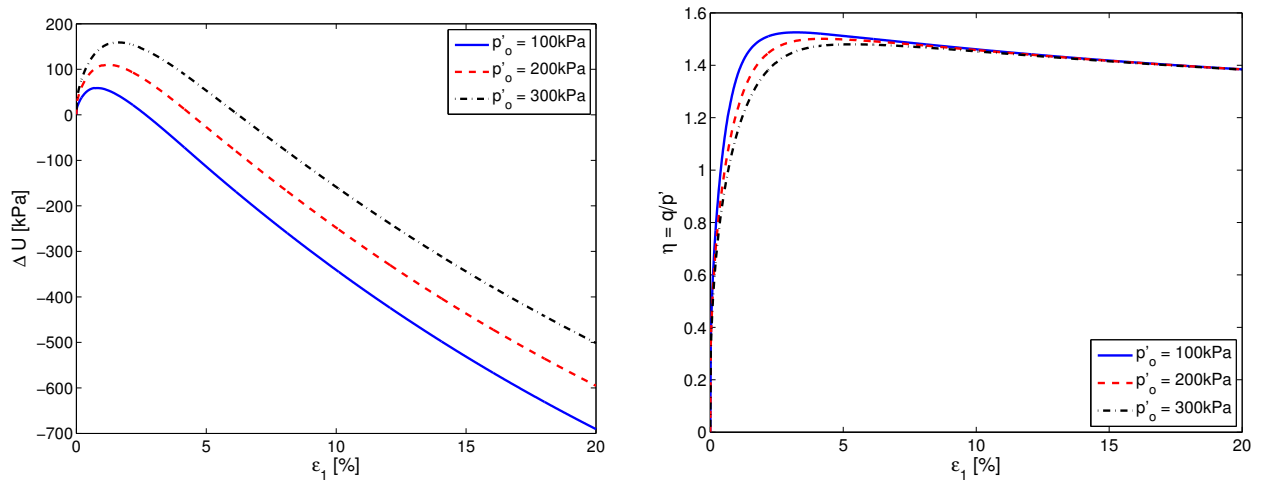 200
100
0
−100
−200
−300
−400
−500
−600
−700
0
5
10
15
20
Δ U [kPa]
ε1 [%]
p'o = 100kPa
p'o = 200kPa
p'o = 300kPa
1.6
1.4
1.2
1
0.8
0.6
0.4
0.2
0
0
5
10
15
20
η = q/p'
ε1 [%]
p'o = 100kPa
p'o = 200kPa
p'o = 300kPa